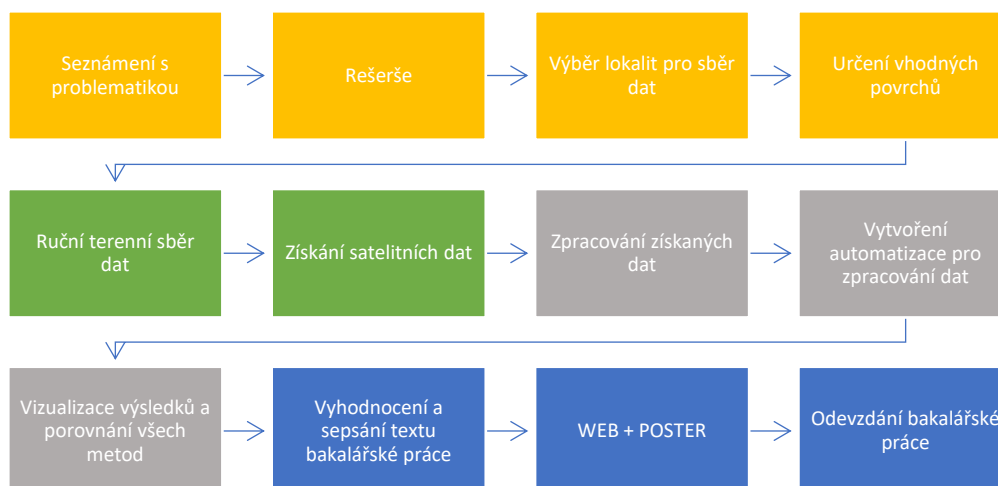 Seznámení s
problematikou
Rešerše
Výběr lokalit pro sběr
dat
Určení vhodných
povrchů
Ruční terenní sběr
dat
Získání satelitních dat
Zpracování získaných
dat
Vytvoření
automatizace pro
zpracování dat
Vizualizace výsledků a
porovnání všech
metod
Vyhodnocení a
sepsání textu
bakalářské práce
WEB + POSTER
Odevzdání bakalářské
práce